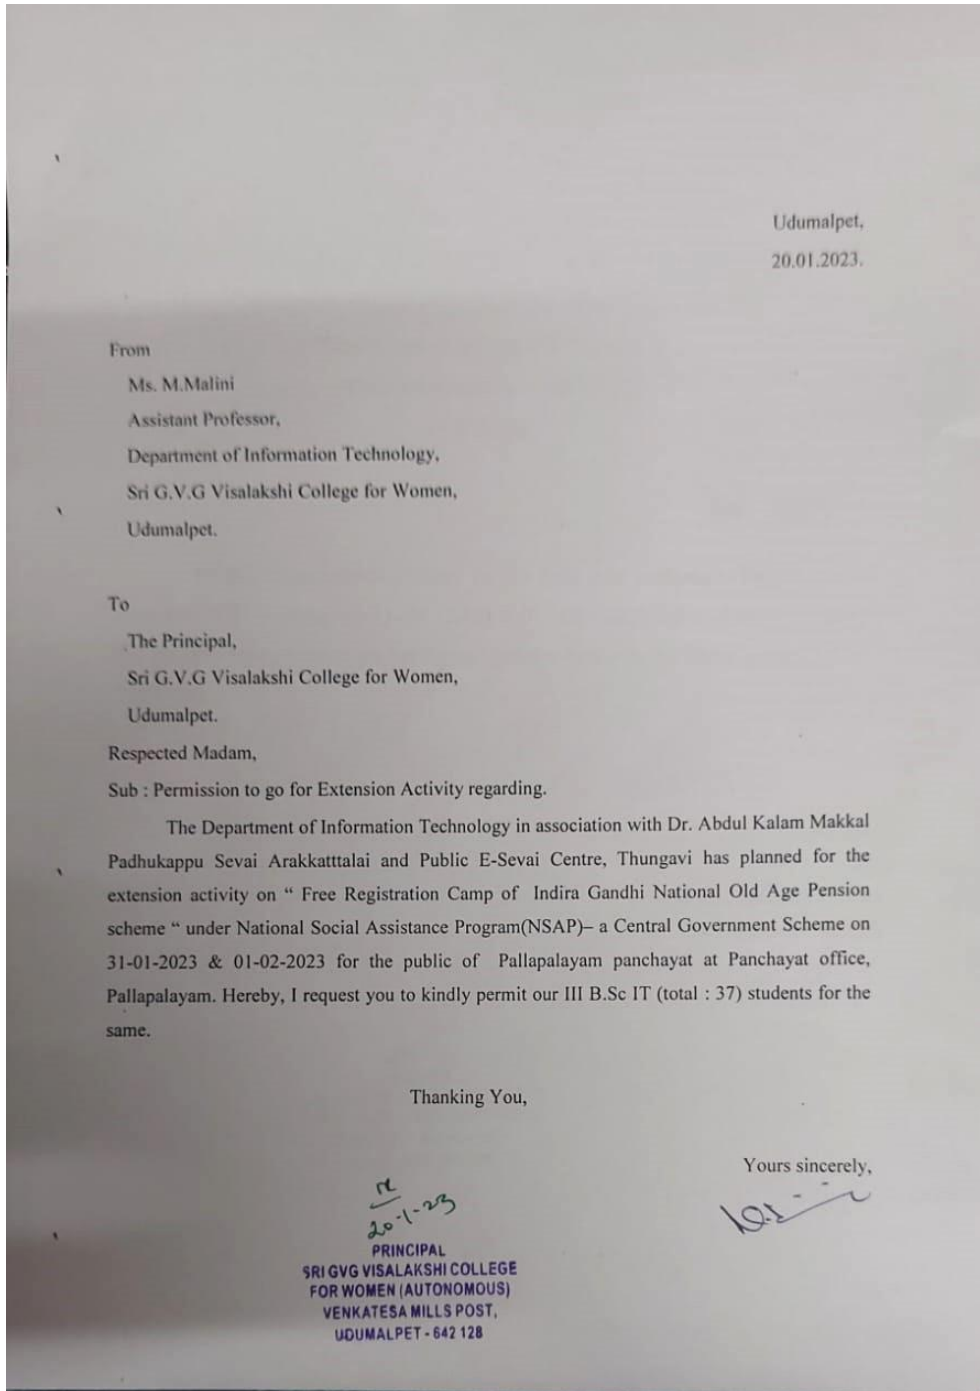 Udumalpet,
20.01.2023.
From
Ms. M.Malini
Assistant Professor,
Department of Information Technology,
Sri G.V.G Visalakshi College for Women,
Udumalpet.
To
The Principal,
Sri G.V.G Visalakshi College for Women,
Udumalpet.
Respected Madam,
Sub : Permission to go for Extension Activity regarding.
The Department of Information Technology in association with Dr. Abdul Kalam Makkal
Padhukappu Sevai Arakkatttalai and Public E-Sevai Centre, Thungavi has planned for the
extension activity on “ Free Registration Camp of Indira Gandhi National Old Age Pension
scheme “ under National Social Assistance Program(NSAP)– a Central Government Scheme on
31-01-2023 & 01-02-2023 for the public of Pallapalayam panchayat at Panchayat office,
Pallapalayam. Hereby, I request you to kindly permit our III B.Sc IT (total : 37) students for the
same.
Thanking You,
Yours sincerely,
20-1-23
PRINCIPAL
SRI GVG VISALAKSHI COLLEGE
FOR WOMEN (AUTONOMOUS)
VENKATESA MILLS POST,
UDUMALPET - 642 128